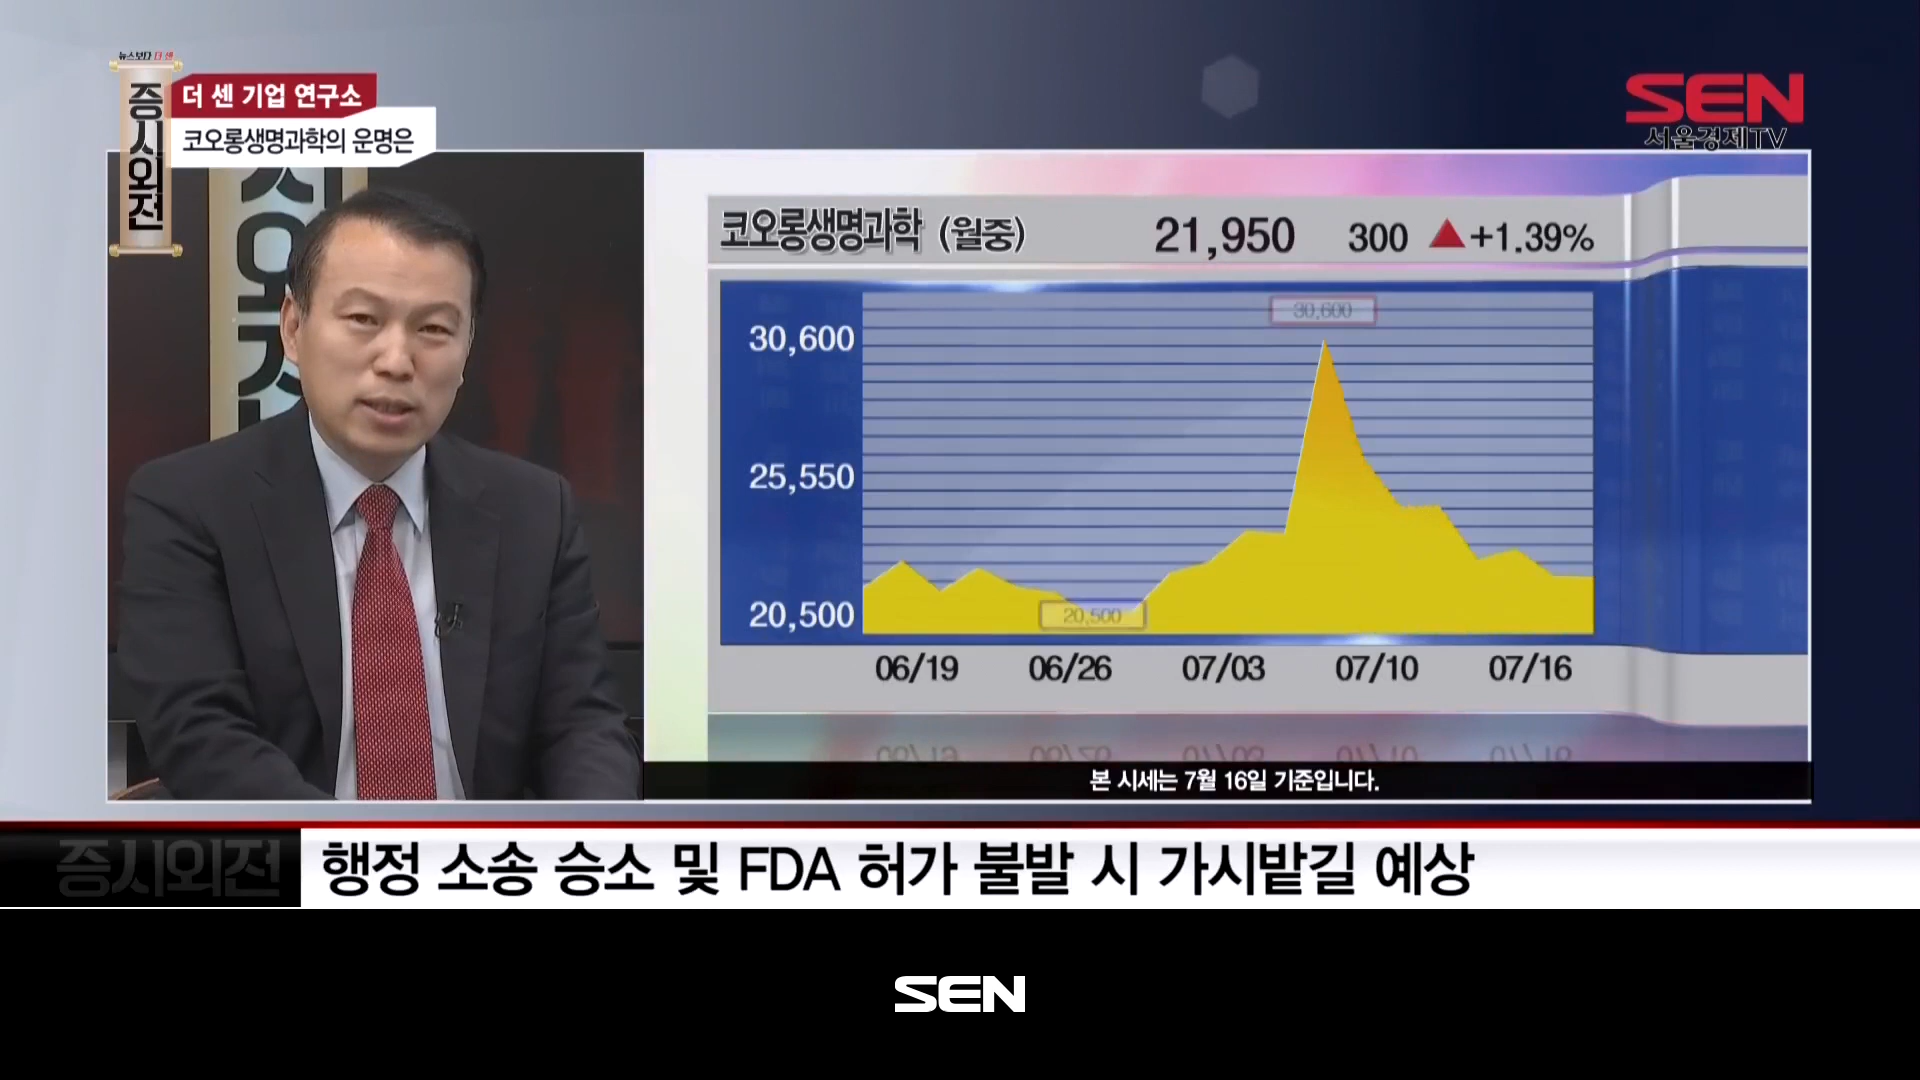 뉴스보다 더 센
증시외전
더 센 기업 연구소
코오롱생명과학의 운명은
SEN
서울경제TV
코오롱생명과학 (월중) 21,950 300 ▲+1.39%
30,600
30,600
25,550
20,500
20,500
06/19 06/26 07/03 07/10 07/16
본 시세는 7월 16일 기준입니다.
증시외전
행정 소송 승소 및 FDA 허가 불발 시 가시밭길 예상
SEN